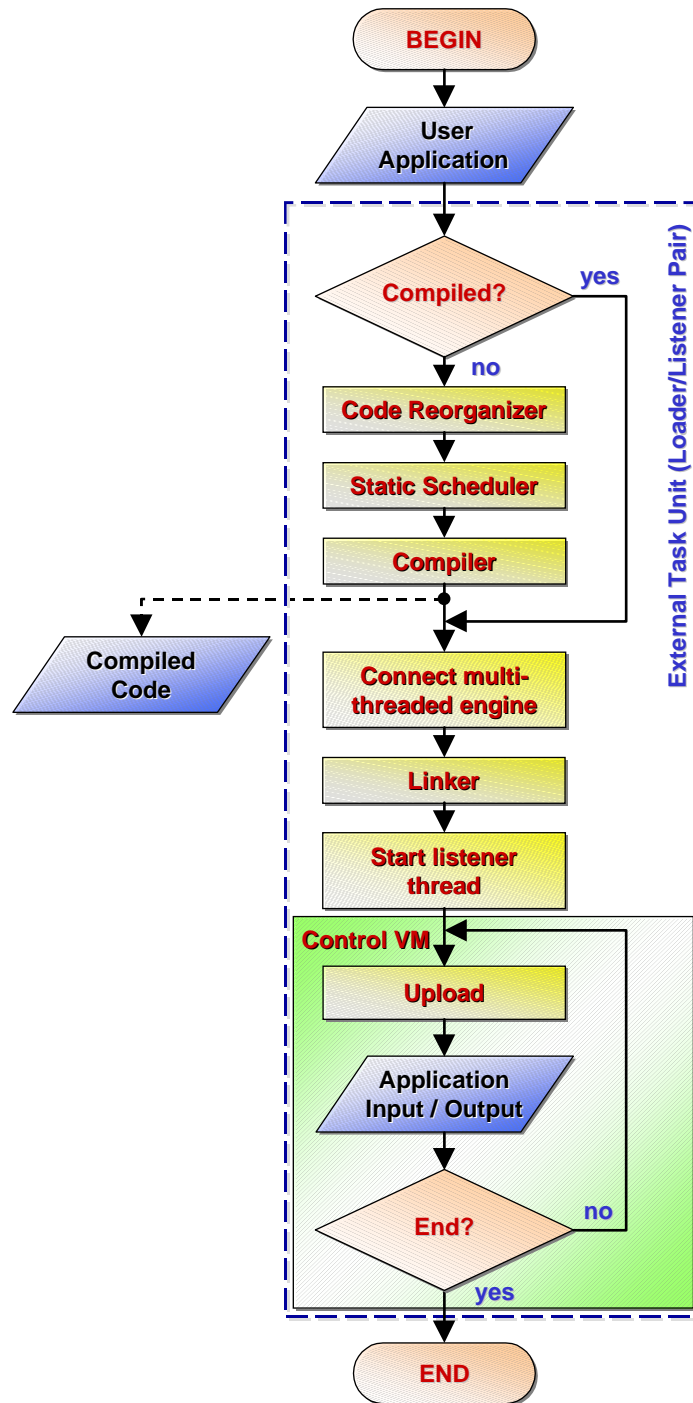 BEGIN
User
Application
Compiled?
yes
no
Code Reorganizer
Static Scheduler
Compiler
Compiled
Code
Connect multi-
threaded engine
Linker
Start listener
thread
Control VM
Upload
Application
Input / Output
End?
no
yes
END
External Task Unit (Loader/Listener Pair)